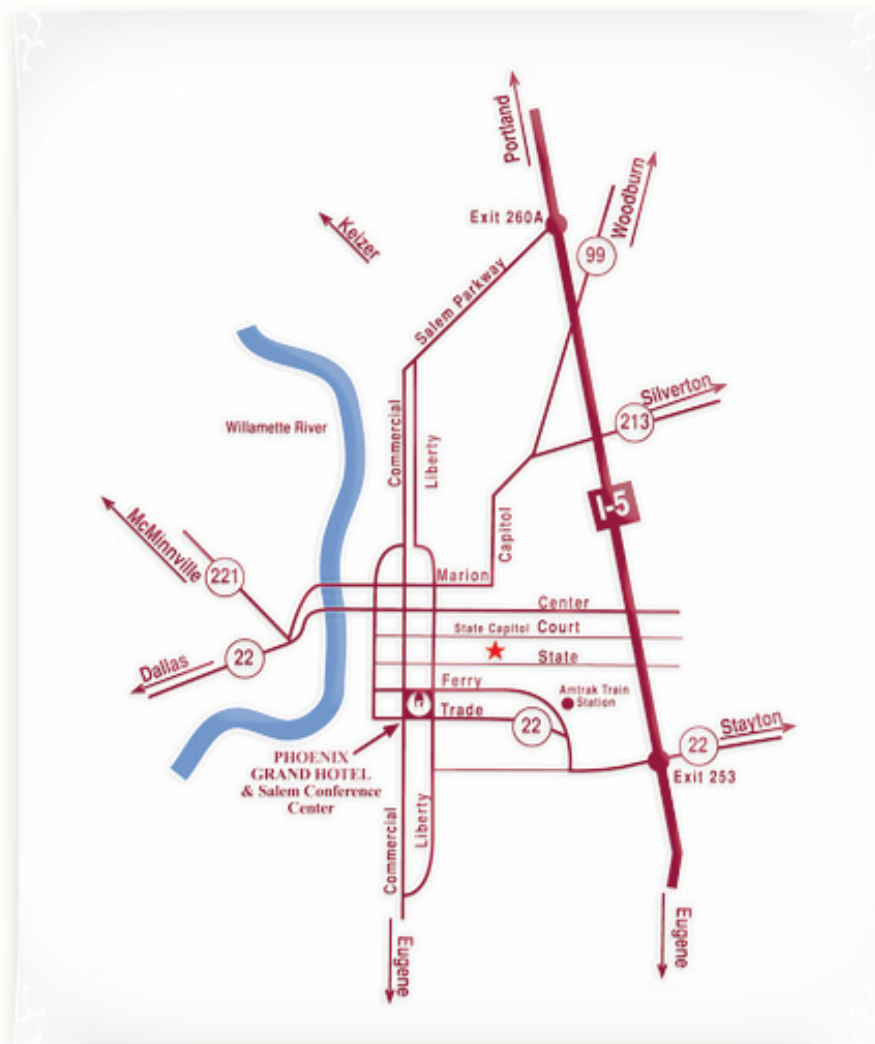 Portland
Woodburn
Exit 260A
Keizer
99
Salem Parkway
Silverton
213
Willamette River
Commercial
Liberty
I-5
McMinnville
Capitol
221
Marion
Center
State Capitol Court
22
State
Dallas
Ferry
Amtrak Train
Station
Trade
22
Stayton
22
PHOENIX
GRAND HOTEL
& Salem Conference
Center
Exit 253
Commercial
Liberty
Eugene
Eugene